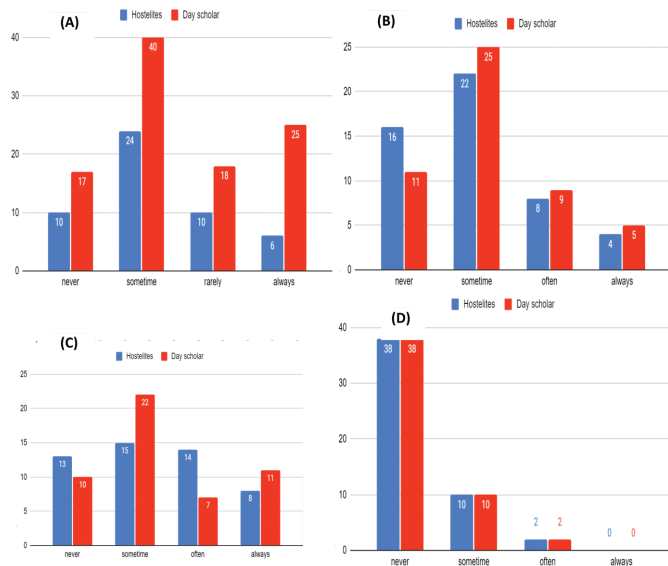 (A)
Hostelites Day scholar
40
30
20
10
0
10 17 24 40 10 18 6 25
never sometime rarely always
(B)
Hostelites Day scholar
25
20
15
10
5
0
16 11 22 25 8 9 4 5
never sometime often always
(C)
Hostelites Day scholar
25
20
15
10
5
0
13 10 15 22 14 7 8 11
never sometime often always
(D)
Hostelites Day scholar
40
30
20
10
0
38 38 10 10 2 2 0 0
never sometime often always